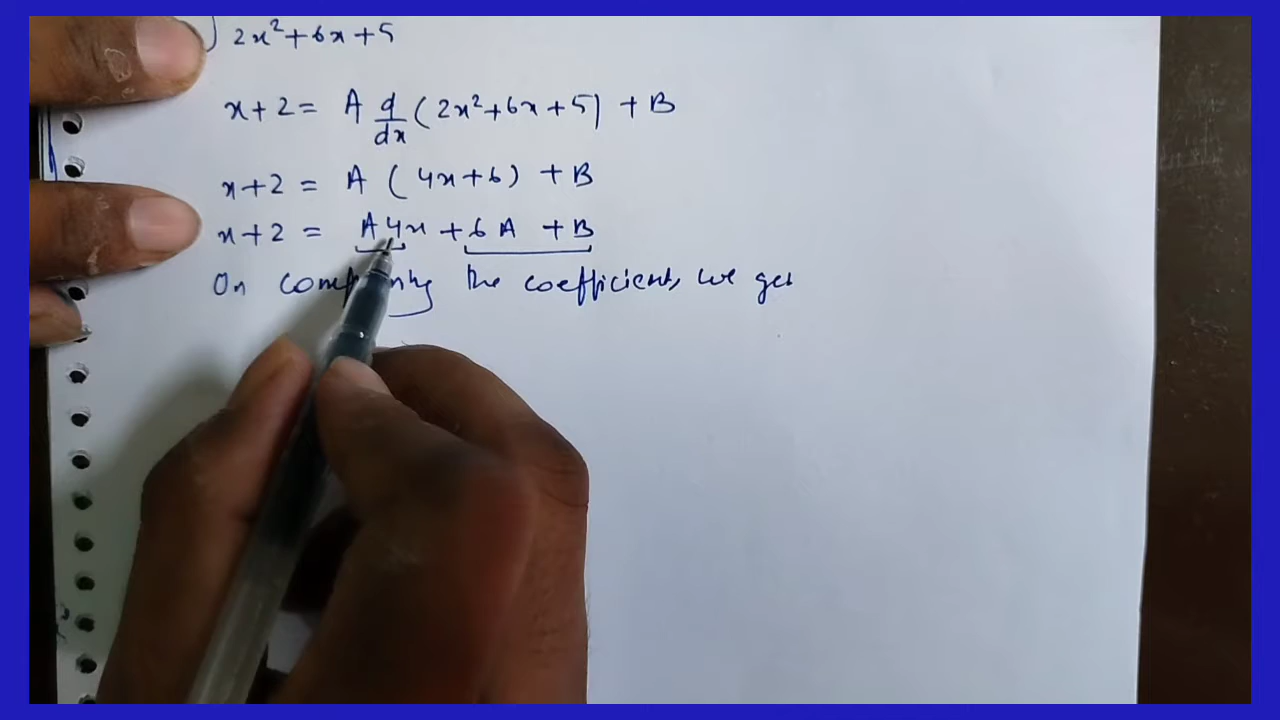 2x²+6x+5
x+2 = A d/dx (2x²+6x+5) + B
x+2 = A (4x+6) + B
x+2 = A4x + 6A + B
On comparing the coefficients we get